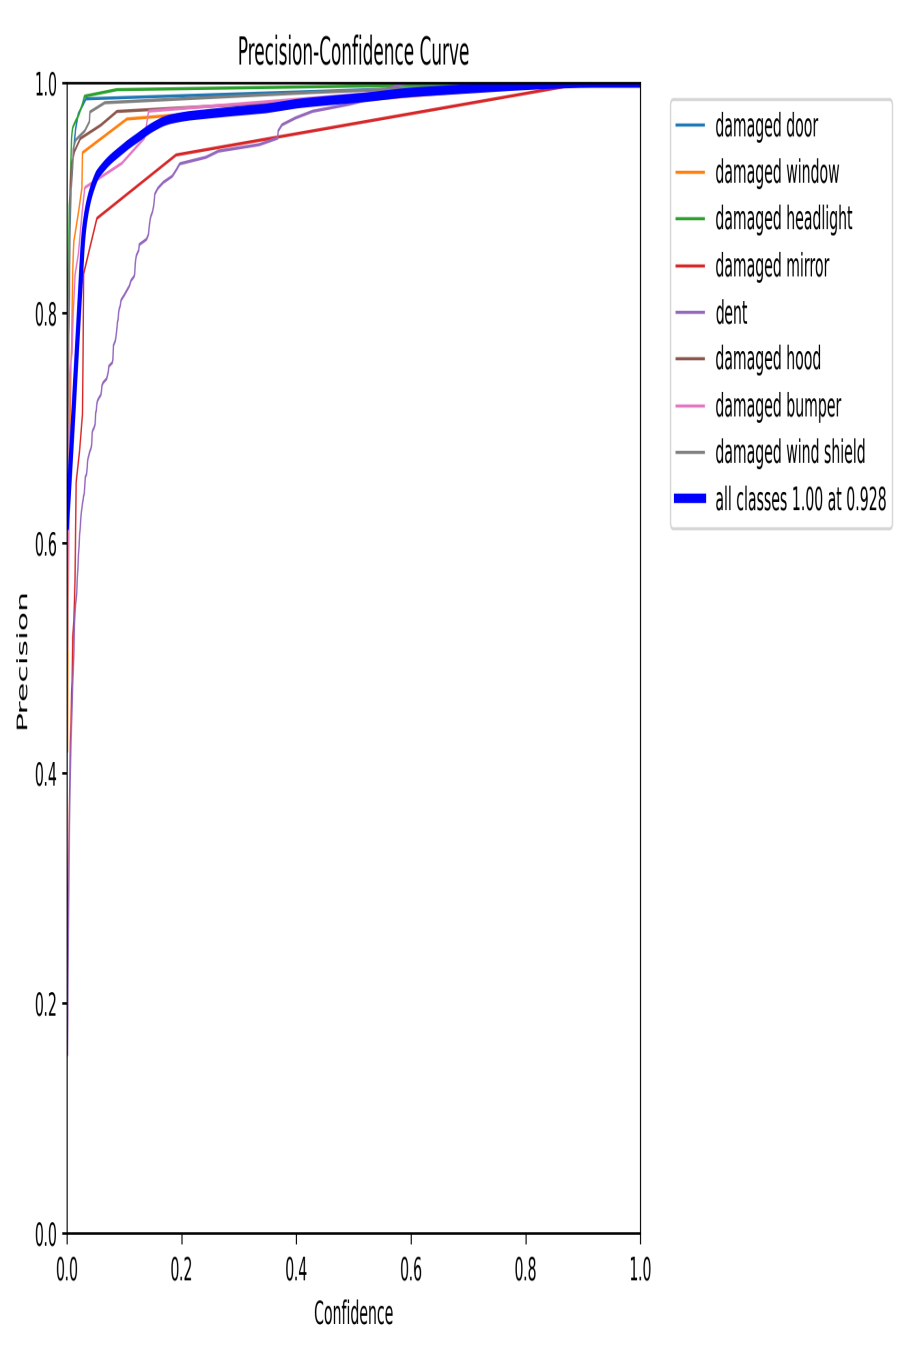 Precision-Confidence Curve
1.0
0.8
0.6
0.4
0.2
0.0
Precision
0.0 0.2 0.4 0.6 0.8 1.0
Confidence
damaged door
damaged window
damaged headlight
damaged mirror
dent
damaged hood
damaged bumper
damaged wind shield
all classes 1.00 at 0.928